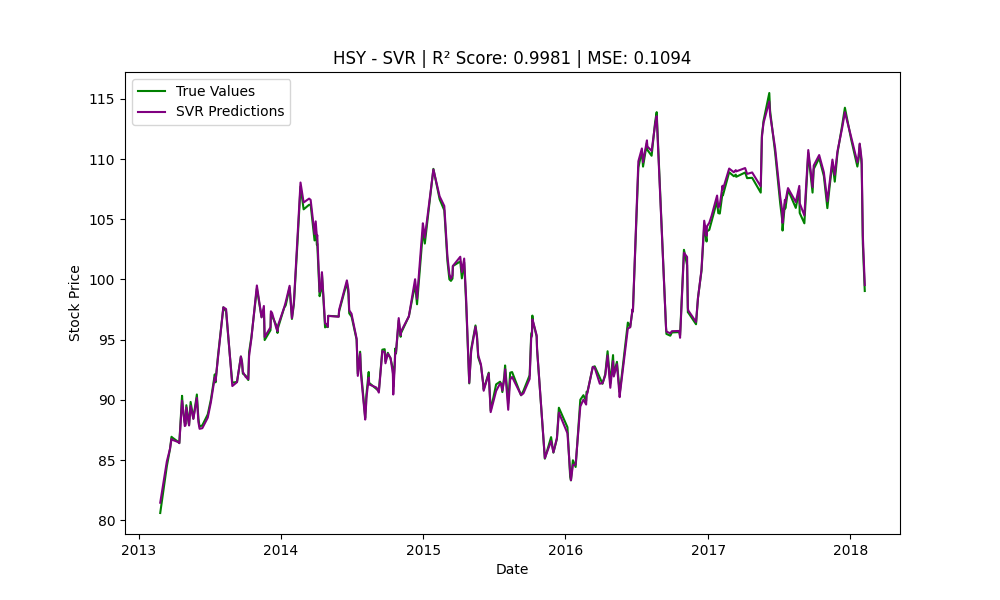 HSY - SVR | R² Score: 0.9981 | MSE: 0.1094
True Values
SVR Predictions
Stock Price
115
110
105
100
95
90
85
80
2013
2014
2015
2016
2017
2018
Date